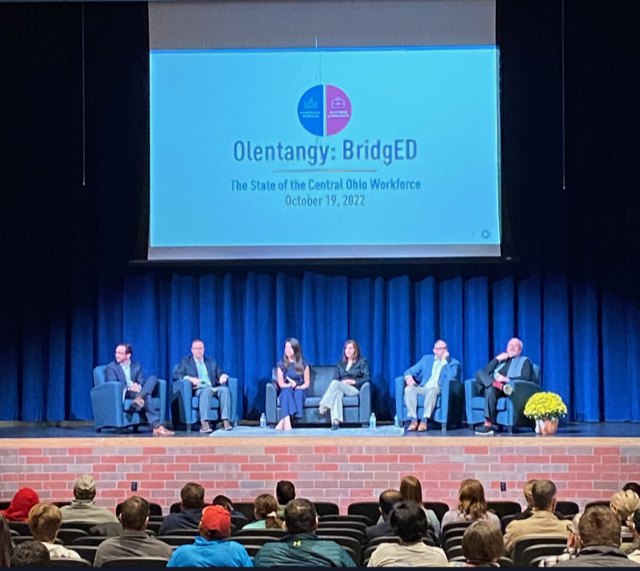 Olentangy: BridgED
The State of the Central Ohio Workforce
October 19, 2022